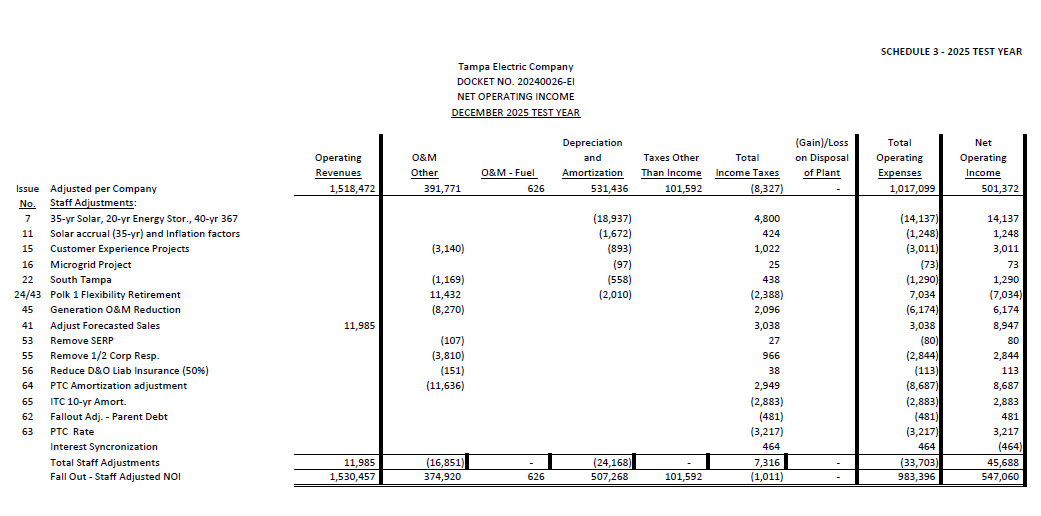 SCHEDULE 3 - 2025 TEST YEAR
Tampa Electric Company
DOCKET NO. 20240026-EI
NET OPERATING INCOME
DECEMBER 2025 TEST YEAR
Depreciation (Gain)/Loss Total Net
Operating O&M and Taxes Other Total on Disposal Operating Operating
Revenues Other O&M - Fuel Amortization Than Income Income Taxes of Plant Expenses Income
Issue Adjusted per Company 1,518,472 391,771 626 531,436 101,592 (8,327) - 1,017,099 501,372
No. Staff Adjustments:
7 35-yr Solar, 20-yr Energy Stor., 40-yr 367 (18,937) 4,800 (14,137) 14,137
11 Solar accrual (35-yr) and Inflation factors (1,672) 424 (1,248) 1,248
15 Customer Experience Projects (3,140) (893) 1,022 (3,011) 3,011
16 Microgrid Project (97) 25 (73) 73
22 South Tampa (1,169) (558) 438 (1,290) 1,290
24/43 Polk 1 Flexibility Retirement 11,432 (2,010) (2,388) 7,034 (7,034)
45 Generation O&M Reduction (8,270) 2,096 (6,174) 6,174
41 Adjust Forecasted Sales 11,985 3,038 3,038 8,947
53 Remove SERP (107) 27 (80) 80
55 Remove 1/2 Corp Resp. (3,810) 966 (2,844) 2,844
56 Reduce D&O Liab Insurance (50%) (151) 38 (113) 113
64 PTC Amortization adjustment (11,636) 2,949 (8,687) 8,687
65 ITC 10-yr Amort. (2,883) (2,883) 2,883
62 Fallout Adj. - Parent Debt (481) (481) 481
63 PTC Rate (3,217) (3,217) 3,217
Interest Syncronization 464 464 (464)
Total Staff Adjustments 11,985 (16,851) - (24,168) - 7,316 - (33,703) 45,688
Fall Out - Staff Adjusted NOI 1,530,457 374,920 626 507,268 101,592 (1,011) - 983,396 547,060